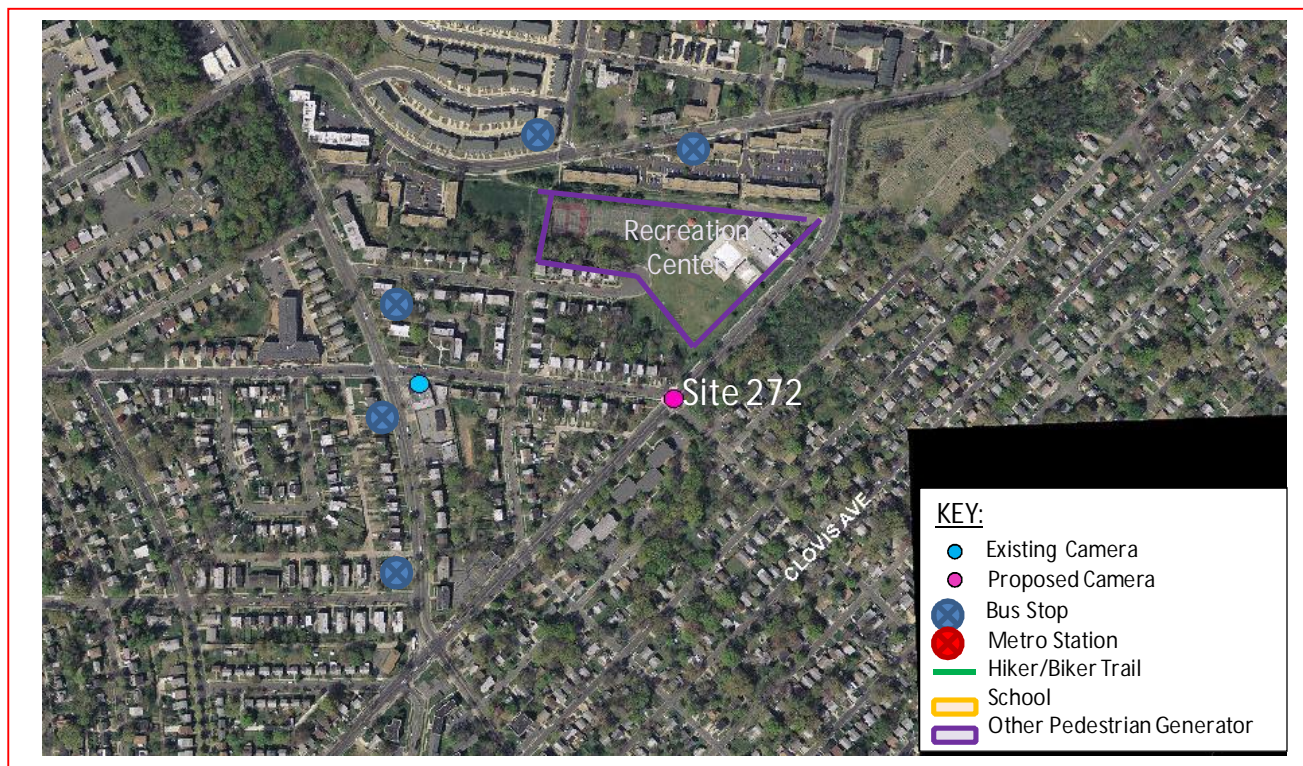 Recreation
Center
Site 272
CLOVIS AVE
KEY:
Existing Camera
Proposed Camera
Bus Stop
Metro Station
Hiker/Biker Trail
School
Other Pedestrian Generator